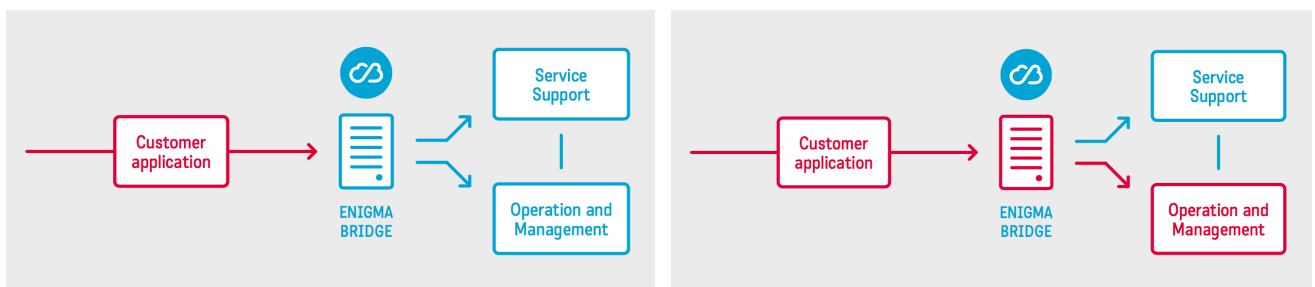 Customer
application
ENIGMA
BRIDGE
Service
Support
Operation and
Management
Customer
application
ENIGMA
BRIDGE
Service
Support
Operation and
Management